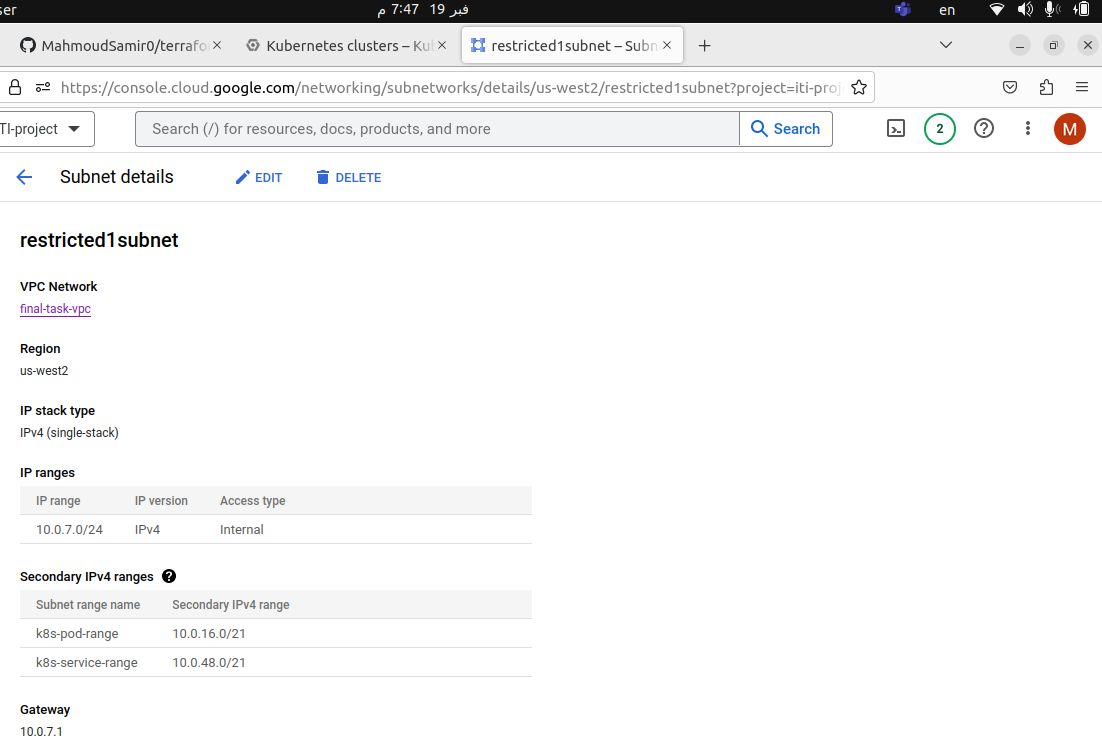 ser
م 7:47 19 فبر
en
MahmoudSamir0/terrafor
Kubernetes clusters – Kul
restricted1subnet – Subn
https://console.cloud.google.com/networking/subnetworks/details/us-west2/restricted1subnet?project=iti-proj
TI-project
Search (/) for resources, docs, products, and more
Search
2
M
Subnet details
EDIT
DELETE
restricted1subnet
VPC Network
final-task-vpc
Region
us-west2
IP stack type
IPv4 (single-stack)
IP ranges
IP range IP version Access type
10.0.7.0/24 IPv4 Internal
Secondary IPv4 ranges
Subnet range name Secondary IPv4 range
k8s-pod-range 10.0.16.0/21
k8s-service-range 10.0.48.0/21
Gateway
10.0.7.1